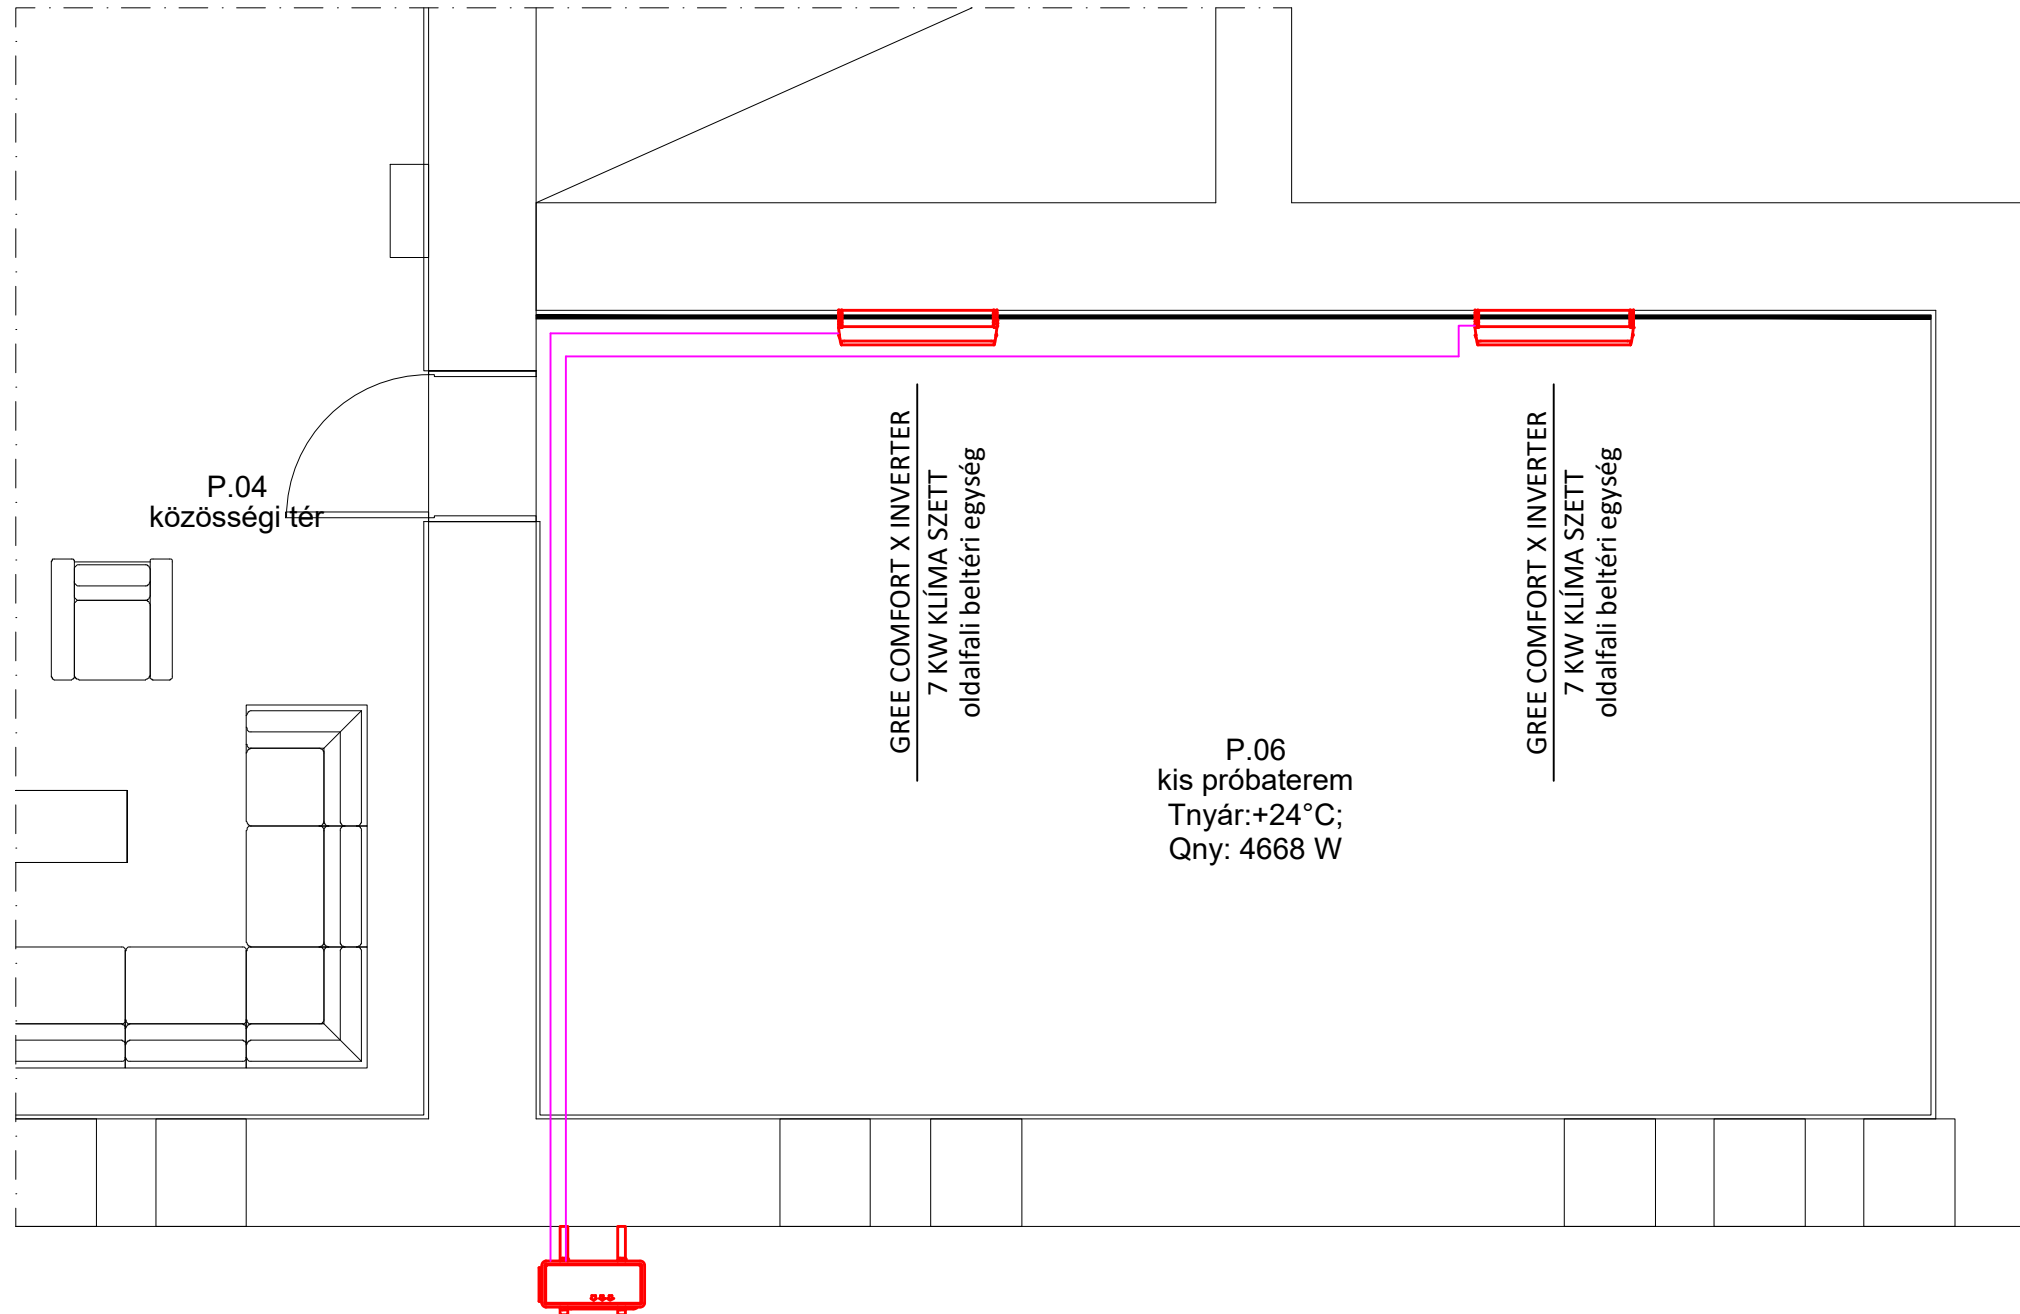 P.04
közösségi tér
GREE COMFORT X INVERTER
7 KW KLÍMA SZETT
oldalfali beltéri egység
GREE COMFORT X INVERTER
7 KW KLÍMA SZETT
oldalfali beltéri egység
P.06
kis próbaterem
Tnyár:+24°C;
Qny: 4668 W